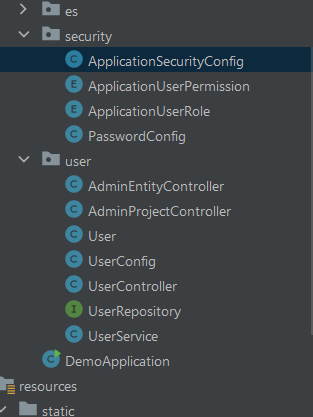 es
security
C ApplicationSecurityConfig
E ApplicationUserPermission
E ApplicationUserRole
C PasswordConfig
user
C AdminEntityController
C AdminProjectController
C User
C UserConfig
C UserController
I UserRepository
C UserService
C DemoApplication
resources
static